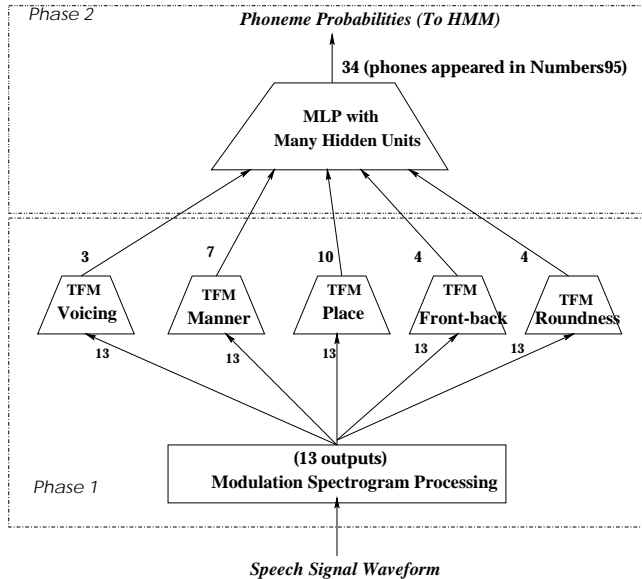 Phase 2
Phoneme Probabilities (To HMM)
34 (phones appeared in Numbers95)
MLP with
Many Hidden Units
3
7
10
4
4
TFM
Voicing
TFM
Manner
TFM
Place
TFM
Front-back
TFM
Roundness
13
13
13
13
13
(13 outputs)
Modulation Spectrogram Processing
Phase 1
Speech Signal Waveform